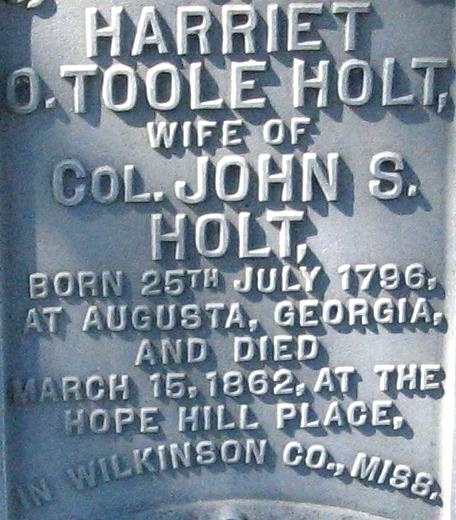 HARRIET
O. TOOLE HOLT,
WIFE OF
COL. JOHN S.
HOLT,
BORN 25TH JULY 1796,
AT AUGUSTA, GEORGIA,
AND DIED
MARCH 15, 1862, AT THE
HOPE HILL PLACE,
IN WILKINSON CO., MISS.